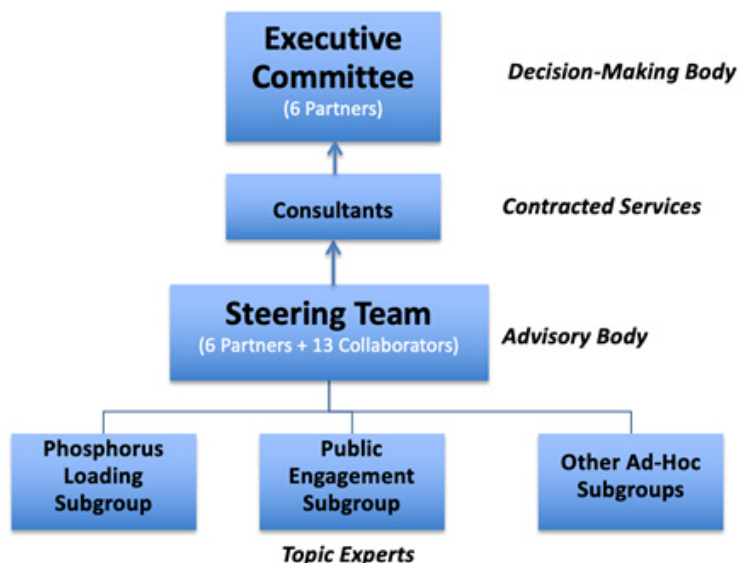 Executive
Committee
(6 Partners)
Decision-Making Body
Consultants
Contracted Services
Steering Team
(6 Partners + 13 Collaborators)
Advisory Body
Phosphorus
Loading
Subgroup
Public
Engagement
Subgroup
Other Ad-Hoc
Subgroups
Topic Experts